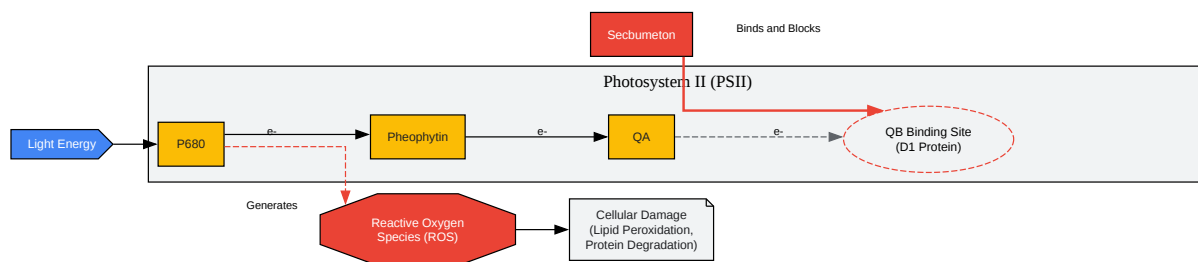 Secbumeton
Binds and Blocks
Photosystem II (PSII)
Light Energy
P680
e-
Pheophytin
e-
QA
e-
QB Binding Site
(D1 Protein)
Generates
Reactive Oxygen
Species (ROS)
Cellular Damage
(Lipid Peroxidation,
Protein Degradation)